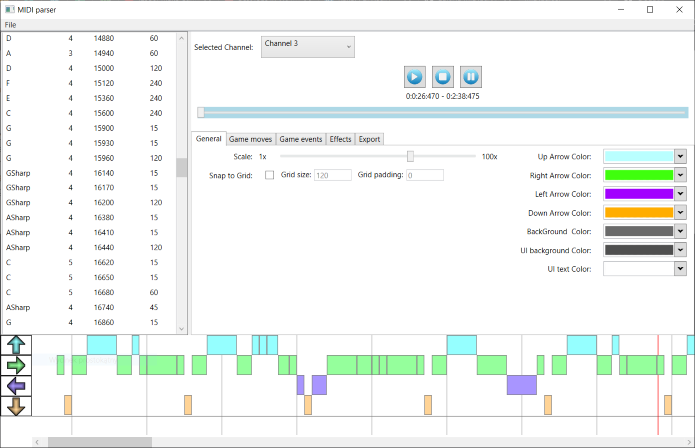 MIDI parser
File
D 4 14880 60
A 3 14940 60
D 4 15000 120
F 4 15120 240
E 4 15360 240
C 4 15600 240
G 4 15900 15
G 4 15930 15
G 4 15960 120
GSharp 4 16140 15
GSharp 4 16170 15
GSharp 4 16200 120
ASharp 4 16380 15
ASharp 4 16410 15
ASharp 4 16440 120
C 5 16620 15
C 5 16650 15
C 5 16680 60
ASharp 4 16740 45
G 4 16860 15
Selected Channel: Channel 3
0:0:26:470 - 0:2:38:475
General Game moves Game events Effects Export
Scale: 1x 100x
Snap to Grid: Grid size: 120 Grid padding: 0
Up Arrow Color:
Right Arrow Color:
Left Arrow Color:
Down Arrow Color:
BackGround Color:
UI background Color:
UI text Color: